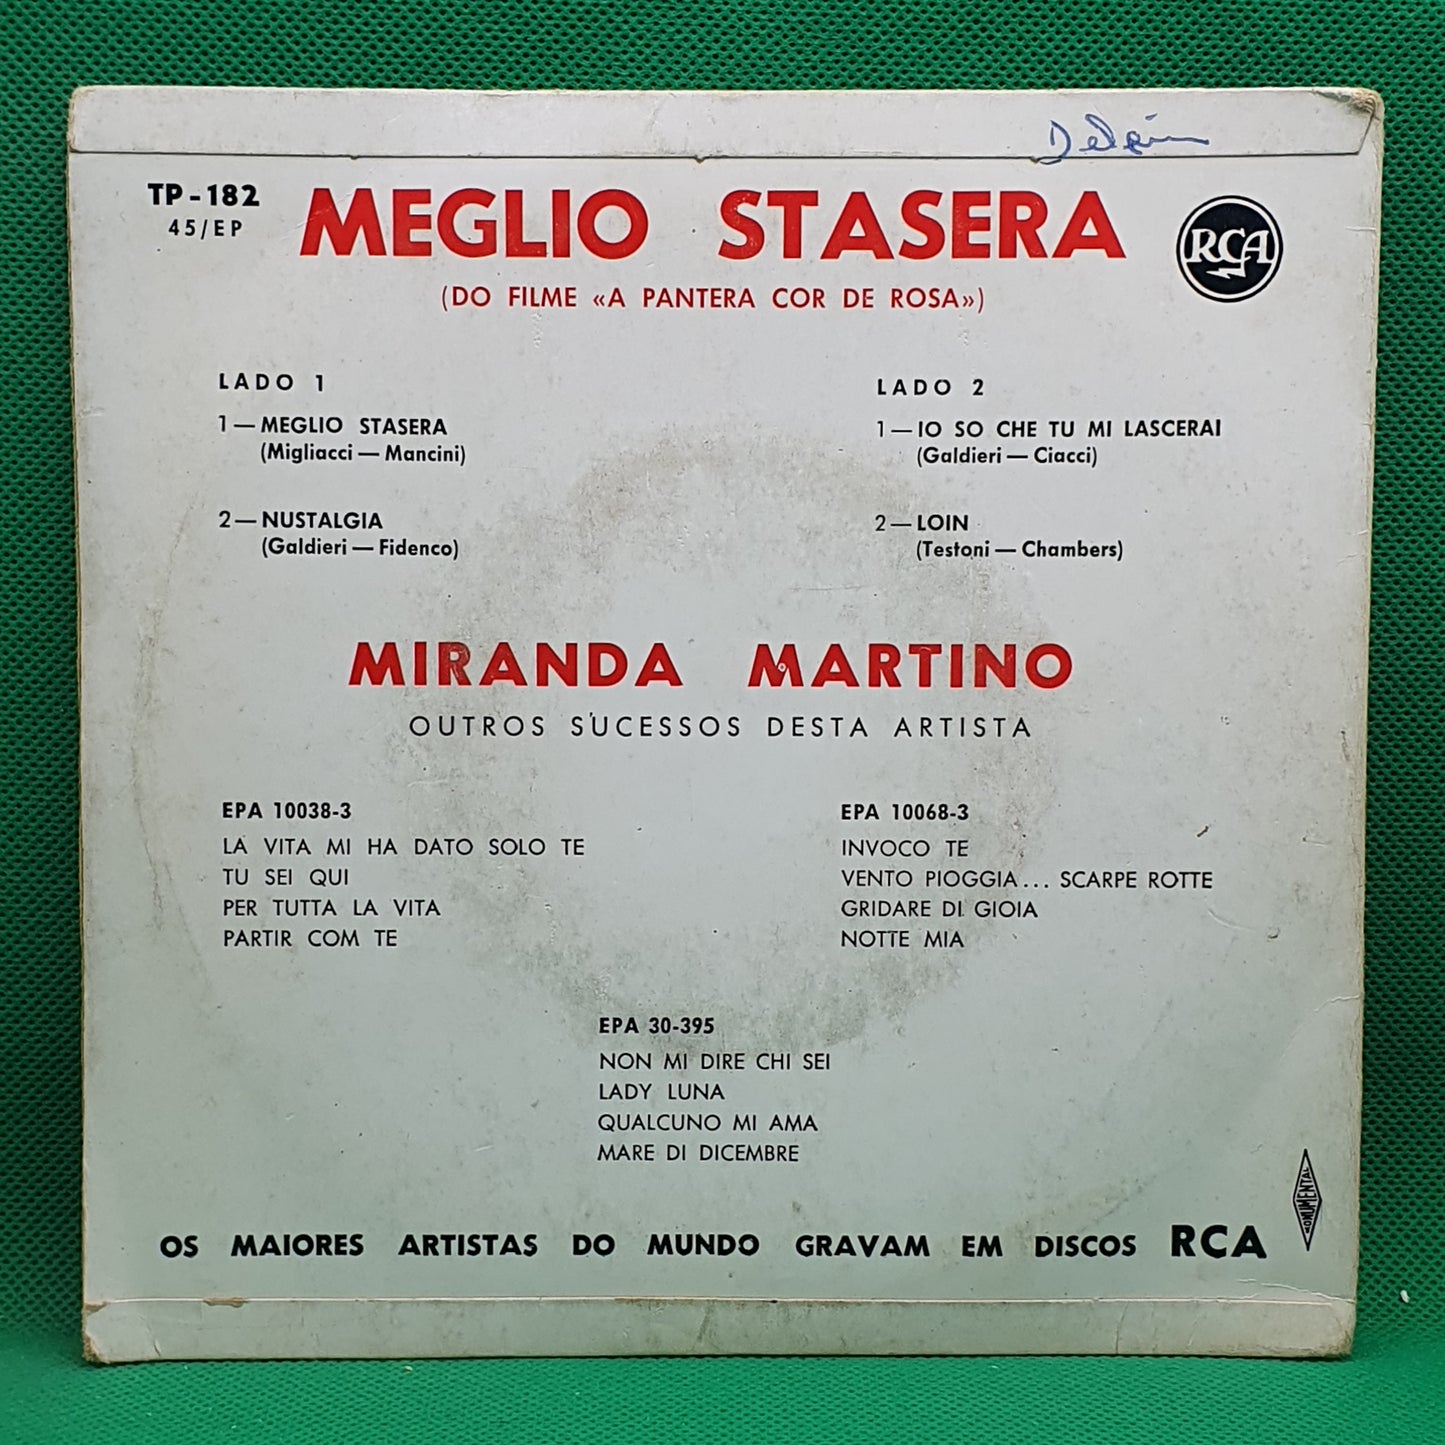 TP-182
45/EP
MEGLIO STASERA
RCA
(DO FILME «A PANTERA COR DE ROSA»)
LADO 1
1—MEGLIO STASERA
(Migliacci — Mancini)
2—NUSTALGIA
(Galdieri — Fidenco)
LADO 2
1—IO SO CHE TU MI LASCERAI
(Galdieri — Ciacci)
2—LOIN
(Testoni — Chambers)
MIRANDA MARTINO
OUTROS SUCESSOS DESTA ARTISTA
EPA 10038-3
LA VITA MI HA DATO SOLO TE
TU SEI QUI
PER TUTTA LA VITA
PARTIR COM TE
EPA 10068-3
INVOCO TE
VENTO PIOGGIA... SCARPE ROTTE
GRIDARE DI GIOIA
NOTTE MIA
EPA 30-395
NON MI DIRE CHI SEI
LADY LUNA
QUALCUNO MI AMA
MARE DI DICEMBRE
MONUMENTAL
OS MAIORES ARTISTAS DO MUNDO GRAVAM EM DISCOS RCA